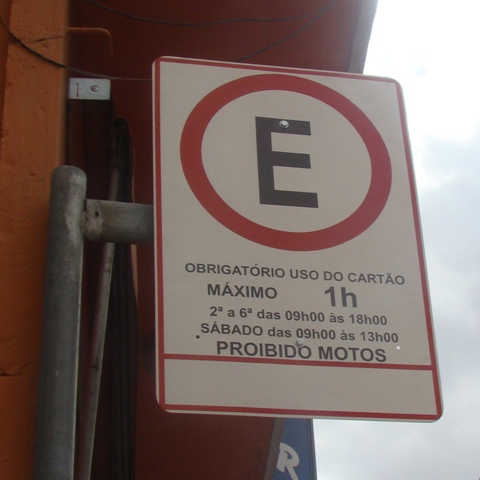 E
OBRIGATÓRIO USO DO CARTÃO
MÁXIMO 1h
2ª a 6ª das 09h00 às 18h00
SÁBADO das 09h00 às 13h00
PROIBIDO MOTOS
R